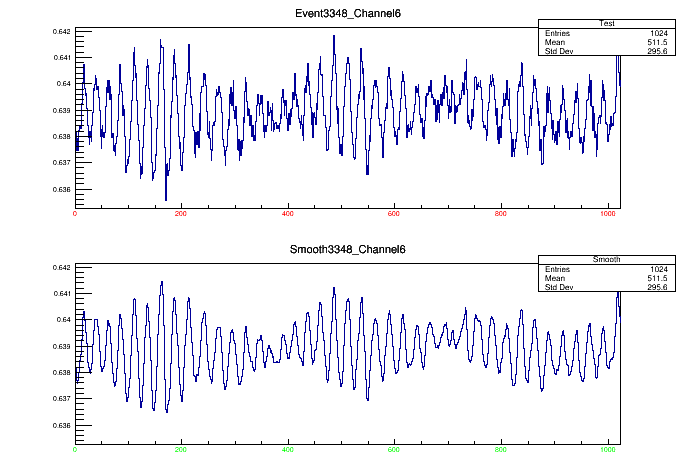 Event3348_Channel6
Test
Entries 1024
Mean 511.5
Std Dev 295.6
0.642
0.641
0.64
0.639
0.638
0.637
0.636
0 200 400 600 800 1000
Smooth3348_Channel6
Smooth
Entries 1024
Mean 511.5
Std Dev 295.6
0.642
0.641
0.64
0.639
0.638
0.637
0.636
0 200 400 600 800 1000